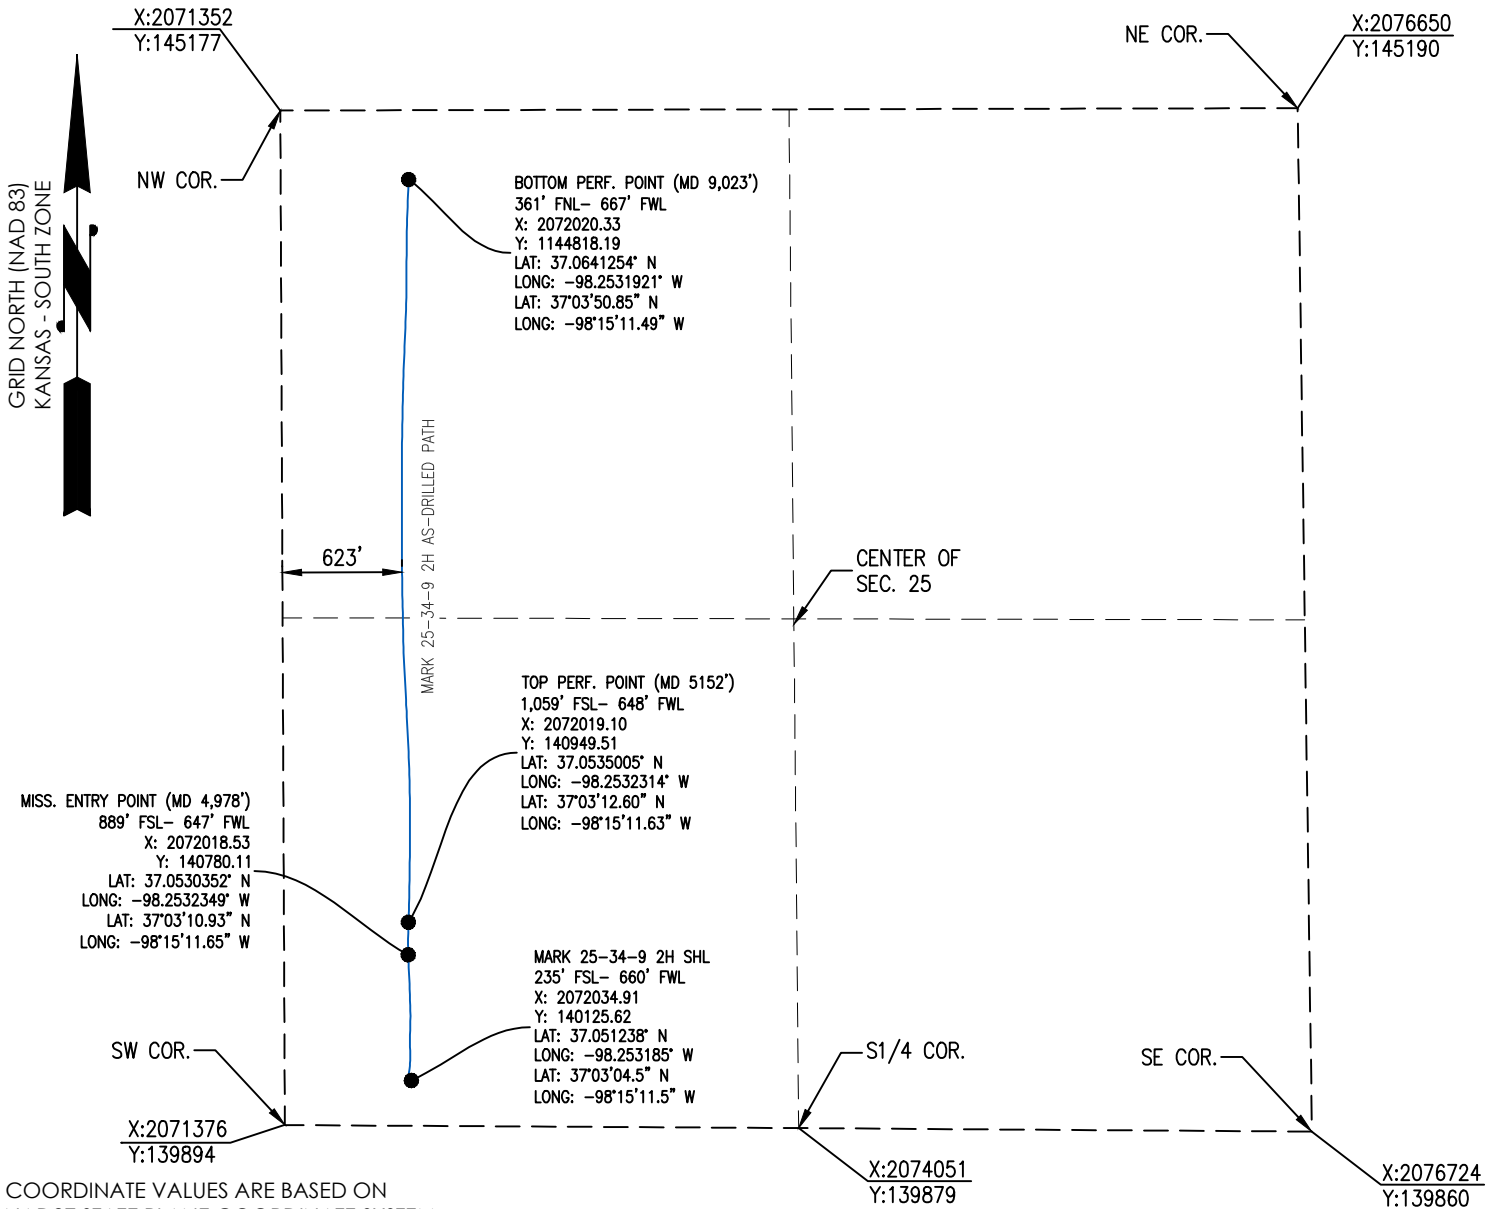 X:2071352
Y:145177
NE COR.
X:2076650
Y:145190
NW COR.
GRID NORTH (NAD 83)
KANSAS - SOUTH ZONE
BOTTOM PERF. POINT (MD 9,023')
361' FNL– 667' FWL
X: 2072020.33
Y: 1144818.19
LAT: 37.0641254° N
LONG: –98.2531921° W
LAT: 37°03'50.85" N
LONG: –98°15'11.49" W
MARK 25–34–9 2H AS–DRILLED PATH
623'
CENTER OF
SEC. 25
TOP PERF. POINT (MD 5152')
1,059' FSL– 648' FWL
X: 2072019.10
Y: 140949.51
LAT: 37.0535005° N
LONG: –98.2532314° W
LAT: 37°03'12.60" N
LONG: –98°15'11.63" W
MISS. ENTRY POINT (MD 4,978')
889' FSL– 647' FWL
X: 2072018.53
Y: 140780.11
LAT: 37.0530352° N
LONG: –98.2532349° W
LAT: 37°03'10.93" N
LONG: –98°15'11.65" W
MARK 25–34–9 2H SHL
235' FSL– 660' FWL
X: 2072034.91
Y: 140125.62
LAT: 37.051238° N
LONG: –98.253185° W
LAT: 37°03'04.5" N
LONG: –98°15'11.5" W
SW COR.
S1/4 COR.
SE COR.
X:2071376
Y:139894
X:2074051
Y:139879
X:2076724
Y:139860
COORDINATE VALUES ARE BASED ON